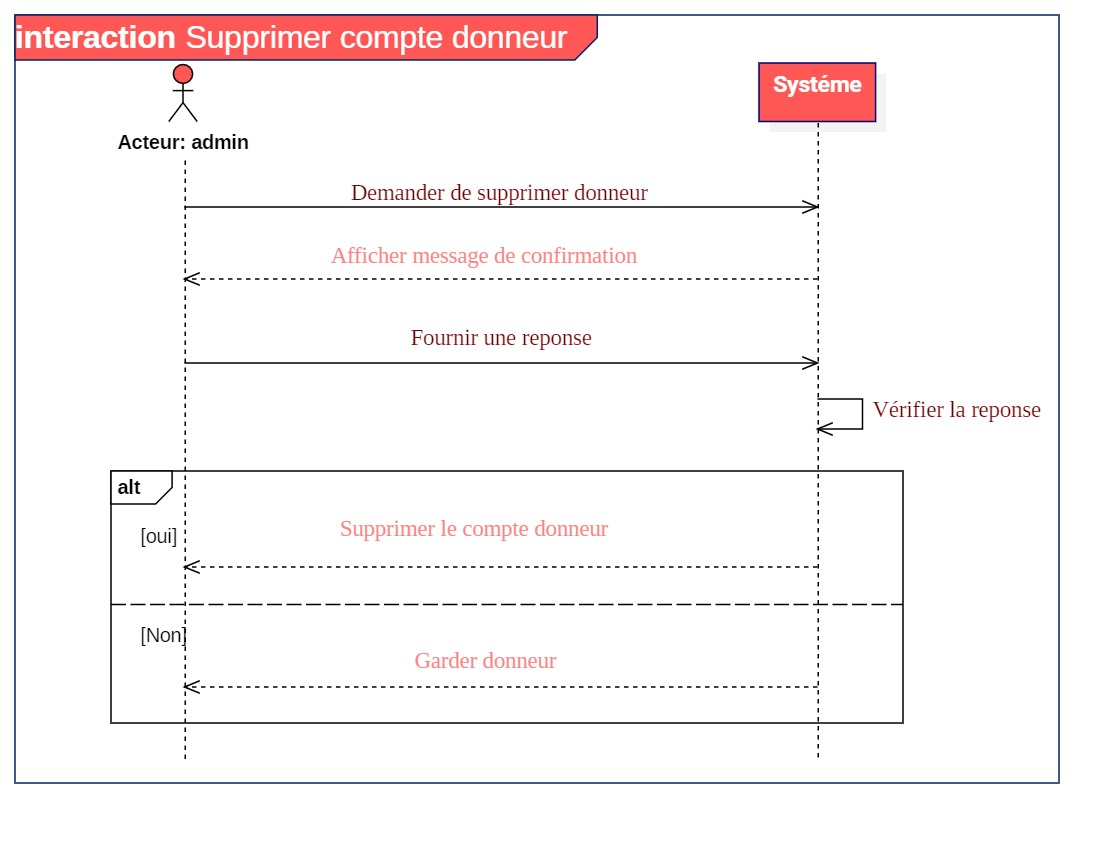 interaction Supprimer compte donneur
Systéme
Acteur: admin
Demander de supprimer donneur
Afficher message de confirmation
Fournir une reponse
Vérifier la reponse
alt
[oui]
Supprimer le compte donneur
[Non]
Garder donneur